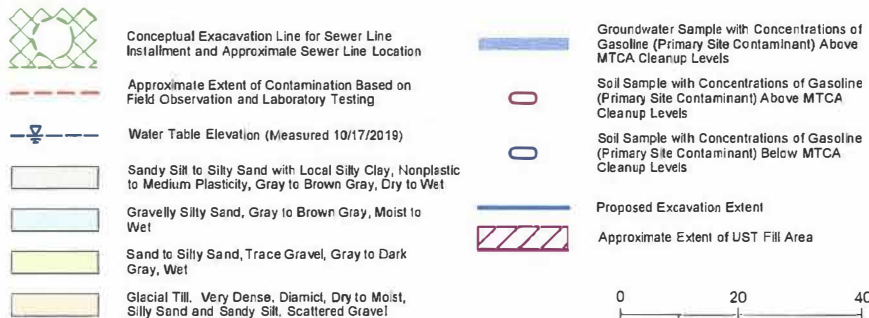 Conceptual Exacavation Line for Sewer Line
Installment and Approximate Sewer Line Location
Approximate Extent of Contamination Based on
Field Observation and Laboratory Testing
Water Table Elevation (Measured 10/17/2019)
Sandy Silt to Silty Sand with Local Silty Clay, Nonplastic
to Medium Plasticity, Gray to Brown Gray, Dry to Wet
Gravelly Silty Sand, Gray to Brown Gray, Moist to
Wet
Sand to Silty Sand, Trace Gravel, Gray to Dark
Gray, Wet
Glacial Till. Very Dense, Diamict, Dry to Moist,
Silty Sand and Sandy Silt, Scattered Gravel
Groundwater Sample with Concentrations of
Gasoline (Primary Site Contaminant) Above
MTCA Cleanup Levels
Soil Sample with Concentrations of Gasoline
(Primary Site Contaminant) Above MTCA
Cleanup Levels
Soil Sample with Concentrations of Gasoline
(Primary Site Contaminant) Below MTCA
Cleanup Levels
Proposed Excavation Extent
Approximate Extent of UST Fill Area
0 20 40